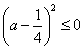 (a − 1/4)² ≤ 0